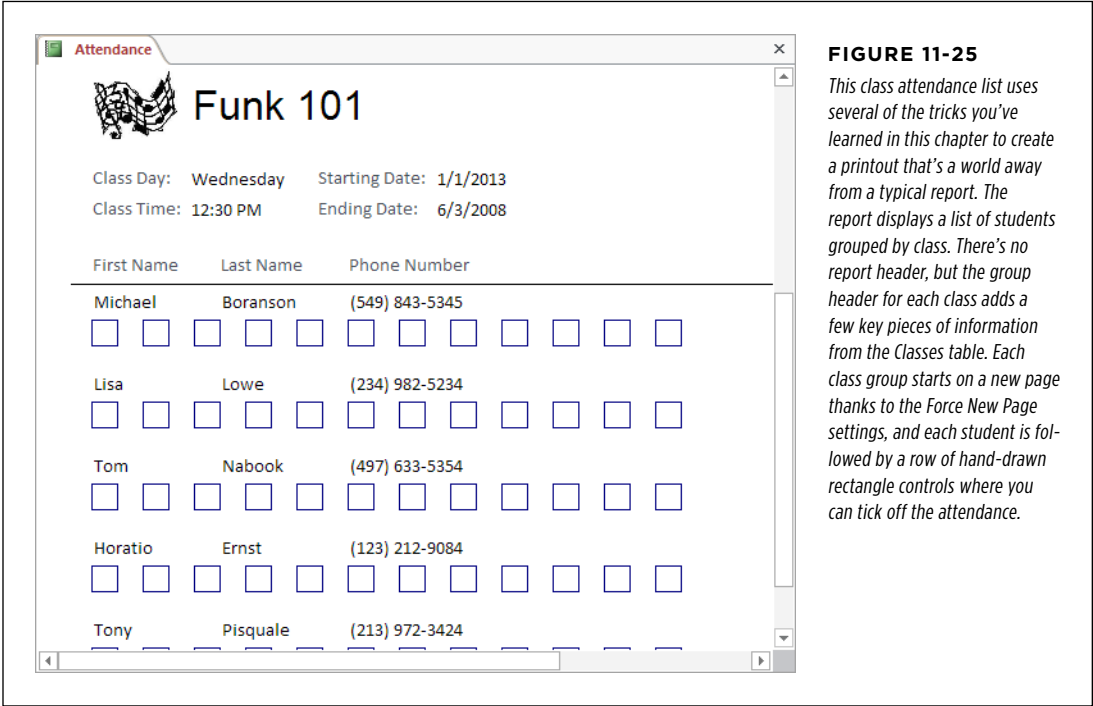 Attendance
Funk 101
Class Day: Wednesday Starting Date: 1/1/2013
Class Time: 12:30 PM Ending Date: 6/3/2008
First Name Last Name Phone Number
Michael Boranson (549) 843-5345
Lisa Lowe (234) 982-5234
Tom Nabook (497) 633-5354
Horatio Ernst (123) 212-9084
Tony Pisquale (213) 972-3424
FIGURE 11-25
This class attendance list uses
several of the tricks you've
learned in this chapter to create
a printout that's a world away
from a typical report. The
report displays a list of students
grouped by class. There's no
report header, but the group
header for each class adds a
few key pieces of information
from the Classes table. Each
class group starts on a new page
thanks to the Force New Page
settings, and each student is fol-
lowed by a row of hand-drawn
rectangle controls where you
can tick off the attendance.